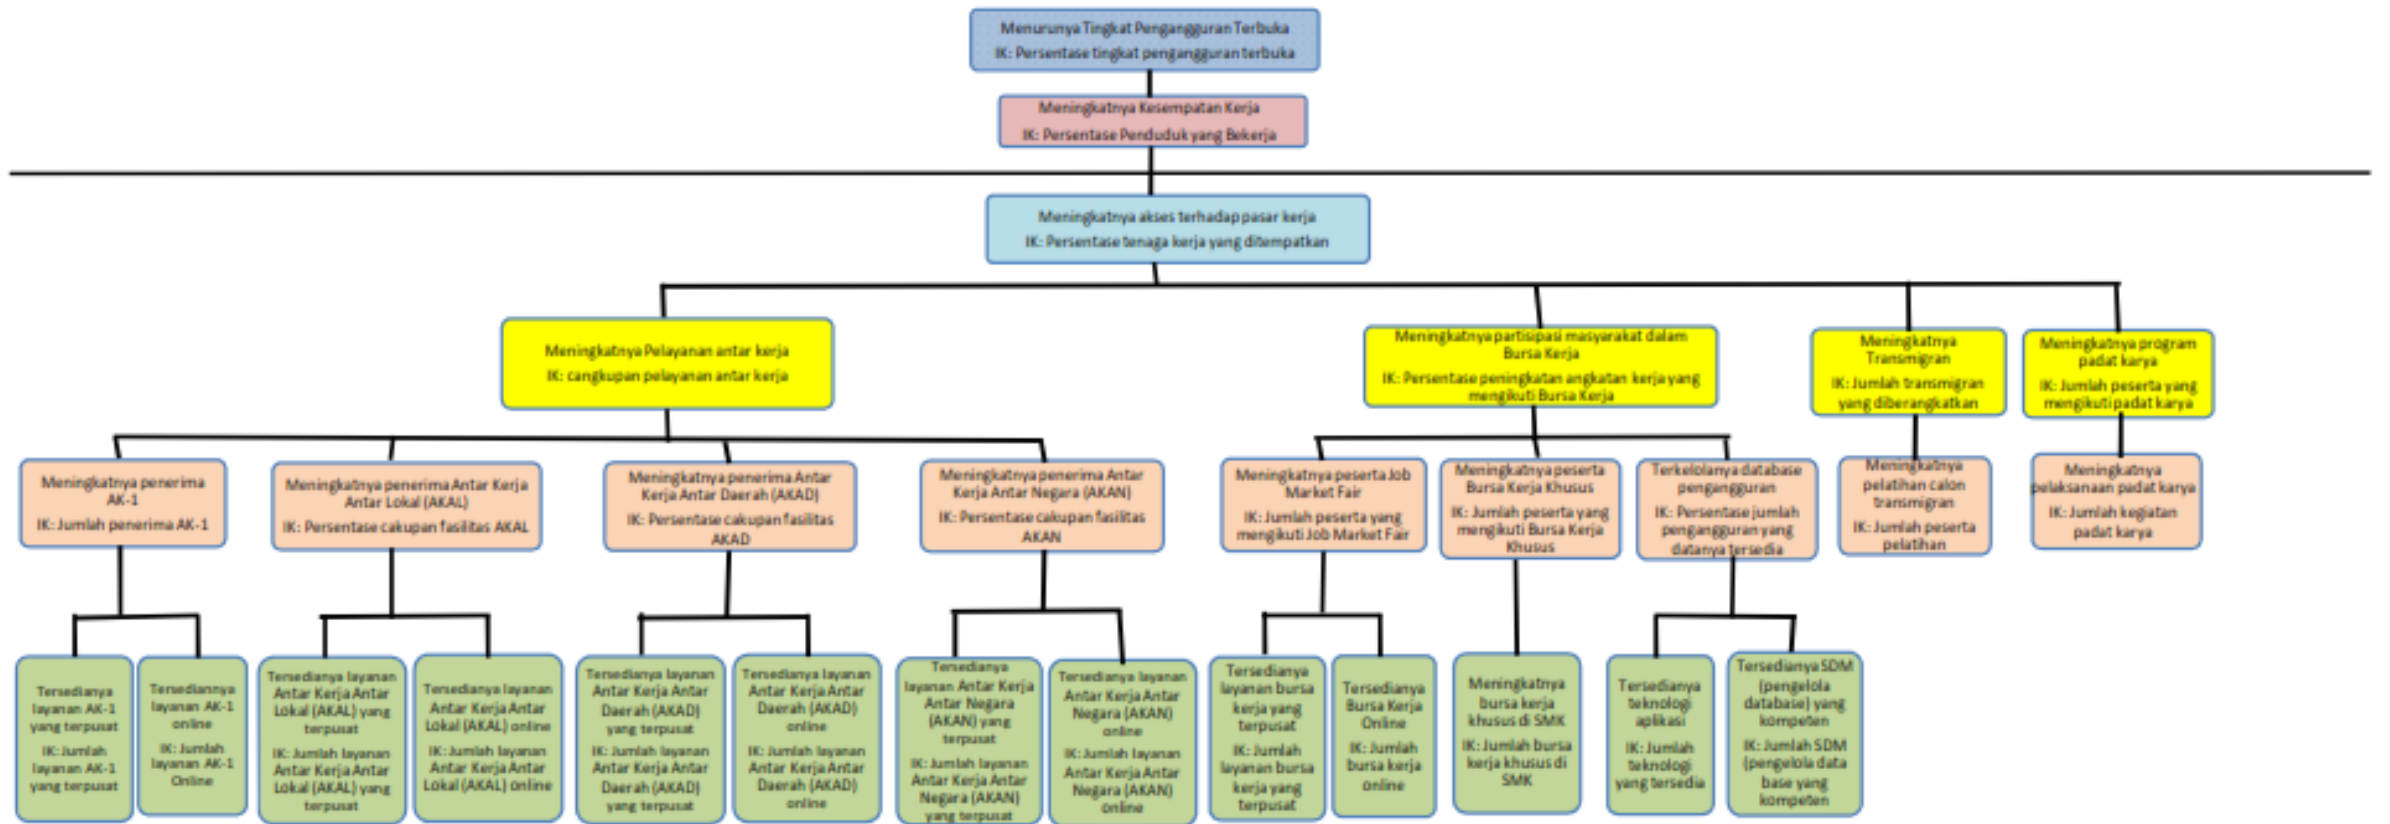 Menurunya Tingkat Pengangguran Terbuka
IK: Persentase tingkat pengangguran terbuka
Meningkatnya Kesempatan Kerja
IK: Persentase Penduduk yang Bekerja
Meningkatnya akses terhadap pasar kerja
IK: Persentase tenaga kerja yang ditempatkan
Meningkatnya Pelayanan antar kerja
IK: cangkupan pelayanan antar kerja
Meningkatnya partisipasi masyarakat dalam
Bursa Kerja
IK: Persentase peningkatan angkatan kerja yang
mengikuti Bursa Kerja
Meningkatnya
Transmigran
IK: Jumlah transmigran
yang diberangkatkan
Meningkatnya program
padat karya
IK: Jumlah peserta yang
mengikuti padat karya
Meningkatnya penerima
AK-1
IK: Jumlah penerima AK-1
Meningkatnya penerima Antar Kerja
Antar Lokal (AKAL)
IK: Persentase cakupan fasilitas AKAL
Meningkatnya penerima Antar
Kerja Antar Daerah (AKAD)
IK: Persentase cakupan fasilitas
AKAD
Meningkatnya penerima Antar
Kerja Antar Negara (AKAN)
IK: Persentase cakupan fasilitas
AKAN
Meningkatnya peserta Job
Market Fair
IK: Jumlah peserta yang
mengikuti Job Market Fair
Meningkatnya peserta
Bursa Kerja Khusus
IK: Jumlah peserta yang
mengikuti Bursa Kerja
Khusus
Terkelolanya database
pengangguran
IK: Persentase jumlah
pengangguran yang
datanya tersedia
Meningkatnya
pelatihan calon
transmigran
IK: Jumlah peserta
pelatihan
Meningkatnya
pelaksanaan padat karya
IK: Jumlah kegiatan
padat karya
Tersedianya
layanan AK-1
yang terpusat
IK: Jumlah
layanan AK-1
yang terpusat
Tersediannya
layanan AK-1
online
IK: Jumlah
layanan AK-1
Online
Tersedianya layanan
Antar Kerja Antar
Lokal (AKAL) yang
terpusat
IK: Jumlah layanan
Antar Kerja Antar
Lokal (AKAL) yang
terpusat
Tersedianya layanan
Antar Kerja Antar
Lokal (AKAL) online
IK: Jumlah layanan
Antar Kerja Antar
Lokal (AKAL) online
Tersedianya layanan
Antar Kerja Antar
Daerah (AKAD)
yang terpusat
IK: Jumlah layanan
Antar Kerja Antar
Daerah (AKAD)
yang terpusat
Tersedianya layanan
Antar Kerja Antar
Daerah (AKAD)
online
IK: Jumlah layanan
Antar Kerja Antar
Daerah (AKAD)
online
Tersedianya
layanan Antar Kerja
Antar Negara
(AKAN) yang
terpusat
IK: Jumlah layanan
Antar Kerja Antar
Negara (AKAN)
yang terpusat
Tersedianya layanan
Antar Kerja Antar
Negara (AKAN)
online
IK: Jumlah layanan
Antar Kerja Antar
Negara (AKAN)
online
Tersedianya
layanan bursa
kerja yang
terpusat
IK: Jumlah
layanan bursa
kerja yang
terpusat
Tersedianya
Bursa Kerja
Online
IK: Jumlah
bursa kerja
online
Meningkatnya
bursa kerja
khusus di SMK
IK: Jumlah bursa
kerja khusus di
SMK
Tersedianya
teknologi
aplikasi
IK: Jumlah
teknologi
yang tersedia
Tersedianya SDM
(pengelola
database) yang
kompeten
IK: Jumlah SDM
(pengelola data
base yang
kompeten